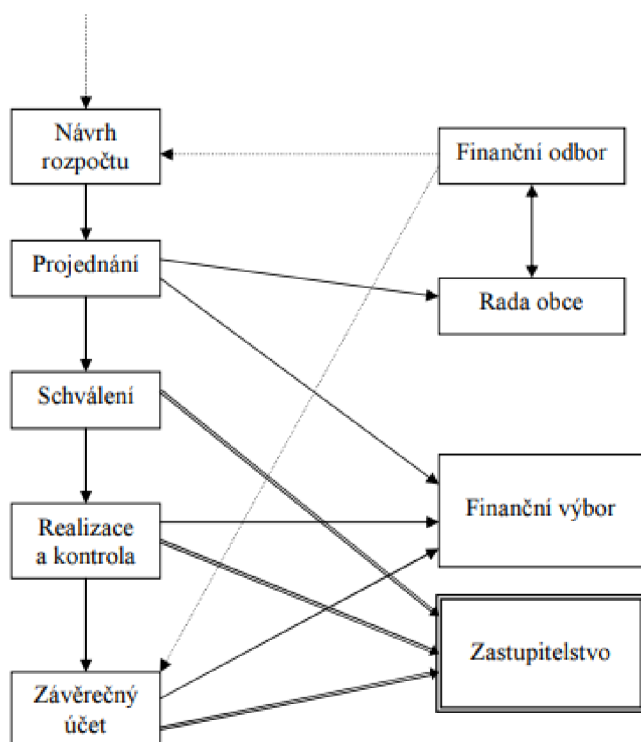 Návrh
rozpočtu
Finanční odbor
Projednání
Rada obce
Schválení
Finanční výbor
Realizace
a kontrola
Zastupitelstvo
Závěrečný
účet